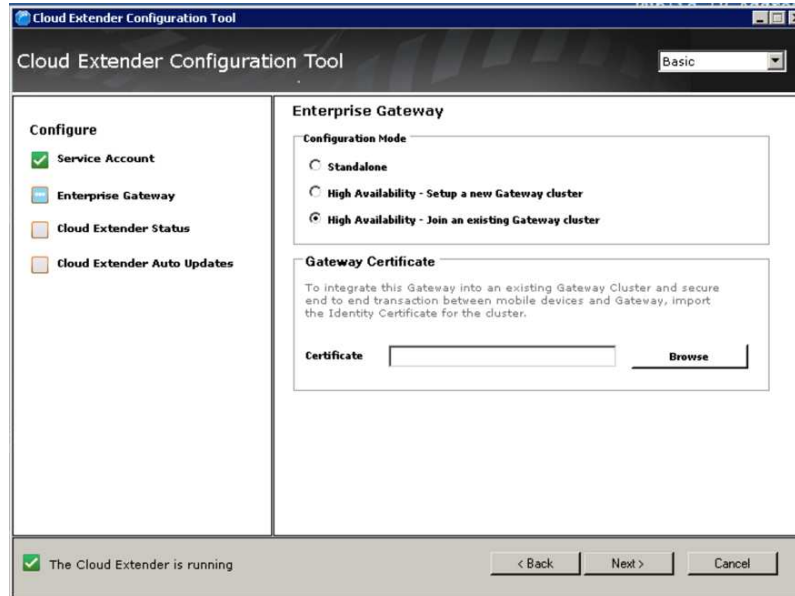 Cloud Extender Configuration Tool
Cloud Extender Configuration Tool
Basic
Configure
Service Account
Enterprise Gateway
Cloud Extender Status
Cloud Extender Auto Updates
Enterprise Gateway
Configuration Mode
Standalone
High Availability - Setup a new Gateway cluster
High Availability - Join an existing Gateway cluster
Gateway Certificate
To integrate this Gateway into an existing Gateway Cluster and secure
end to end transaction between mobile devices and Gateway, import
the Identity Certificate for the cluster.
Certificate
Browse
The Cloud Extender is running
< Back
Next >
Cancel